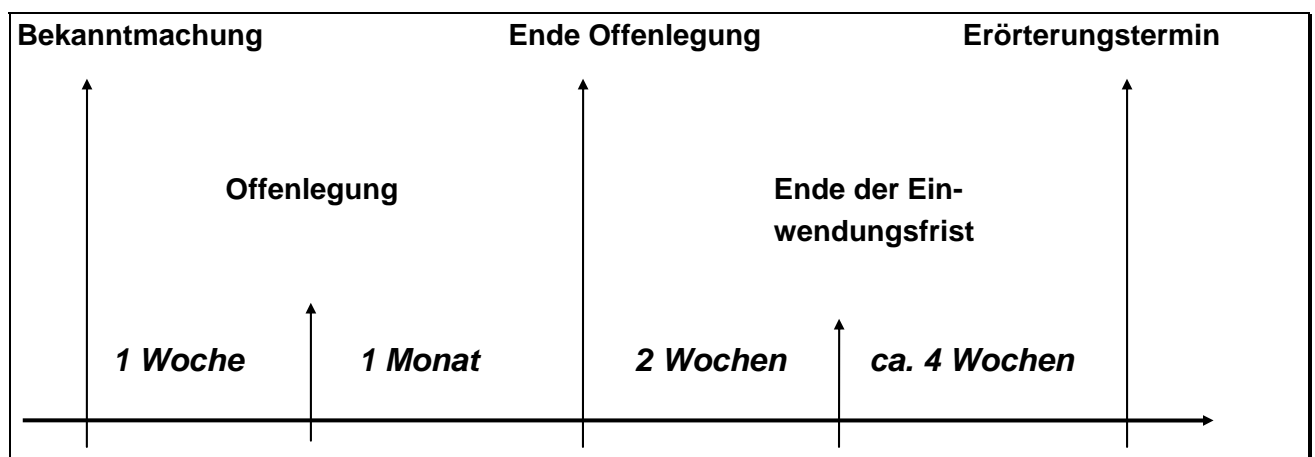 Bekanntmachung Ende Offenlegung Erörterungstermin
Offenlegung
Ende der Ein-
wendungsfrist
1 Woche 1 Monat 2 Wochen ca. 4 Wochen